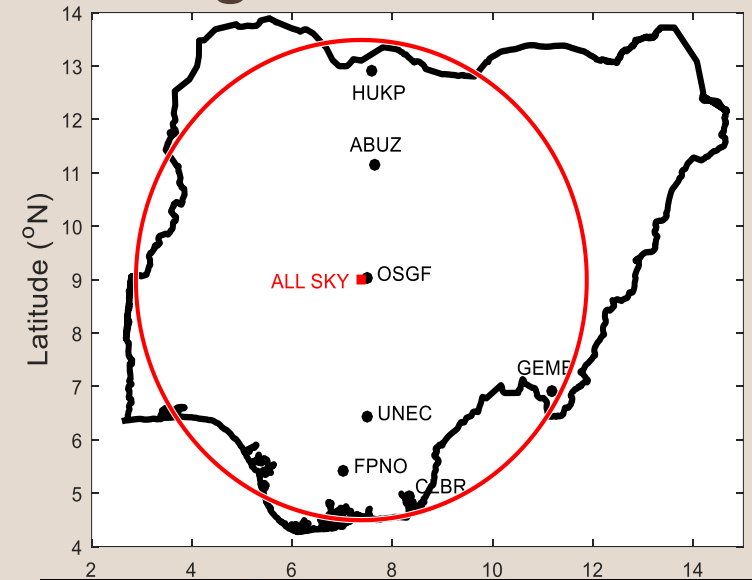 14
13
12
11
10
9
8
7
6
5
4
Latitude (°N)
HUKP
ABUZ
ALL SKY
OSGF
GEMB
UNEC
FPNO
CLBR
2
4
6
8
10
12
14